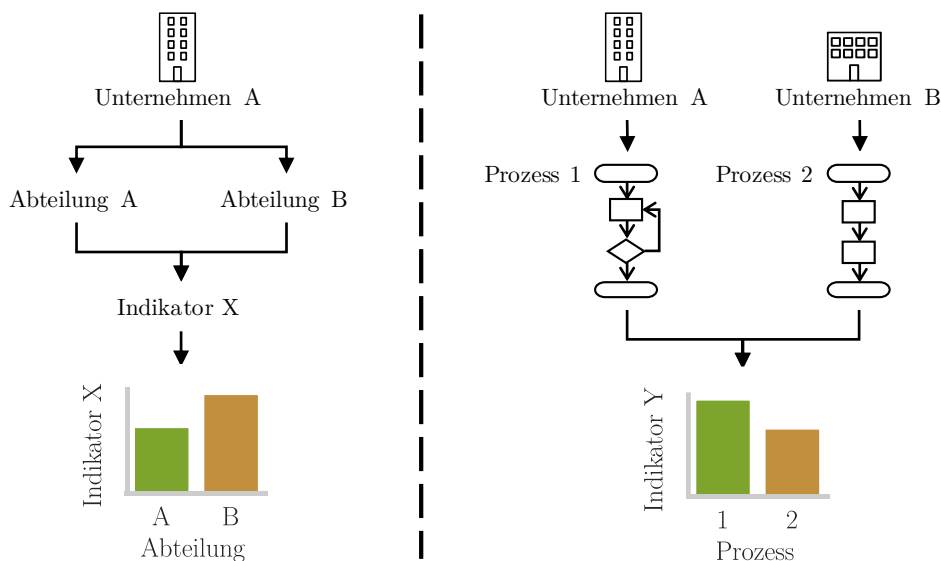 Unternehmen A
Abteilung A
Abteilung B
Indikator X
Indikator X
A
B
Abteilung
Unternehmen A
Unternehmen B
Prozess 1
Prozess 2
Indikator Y
1
2
Prozess